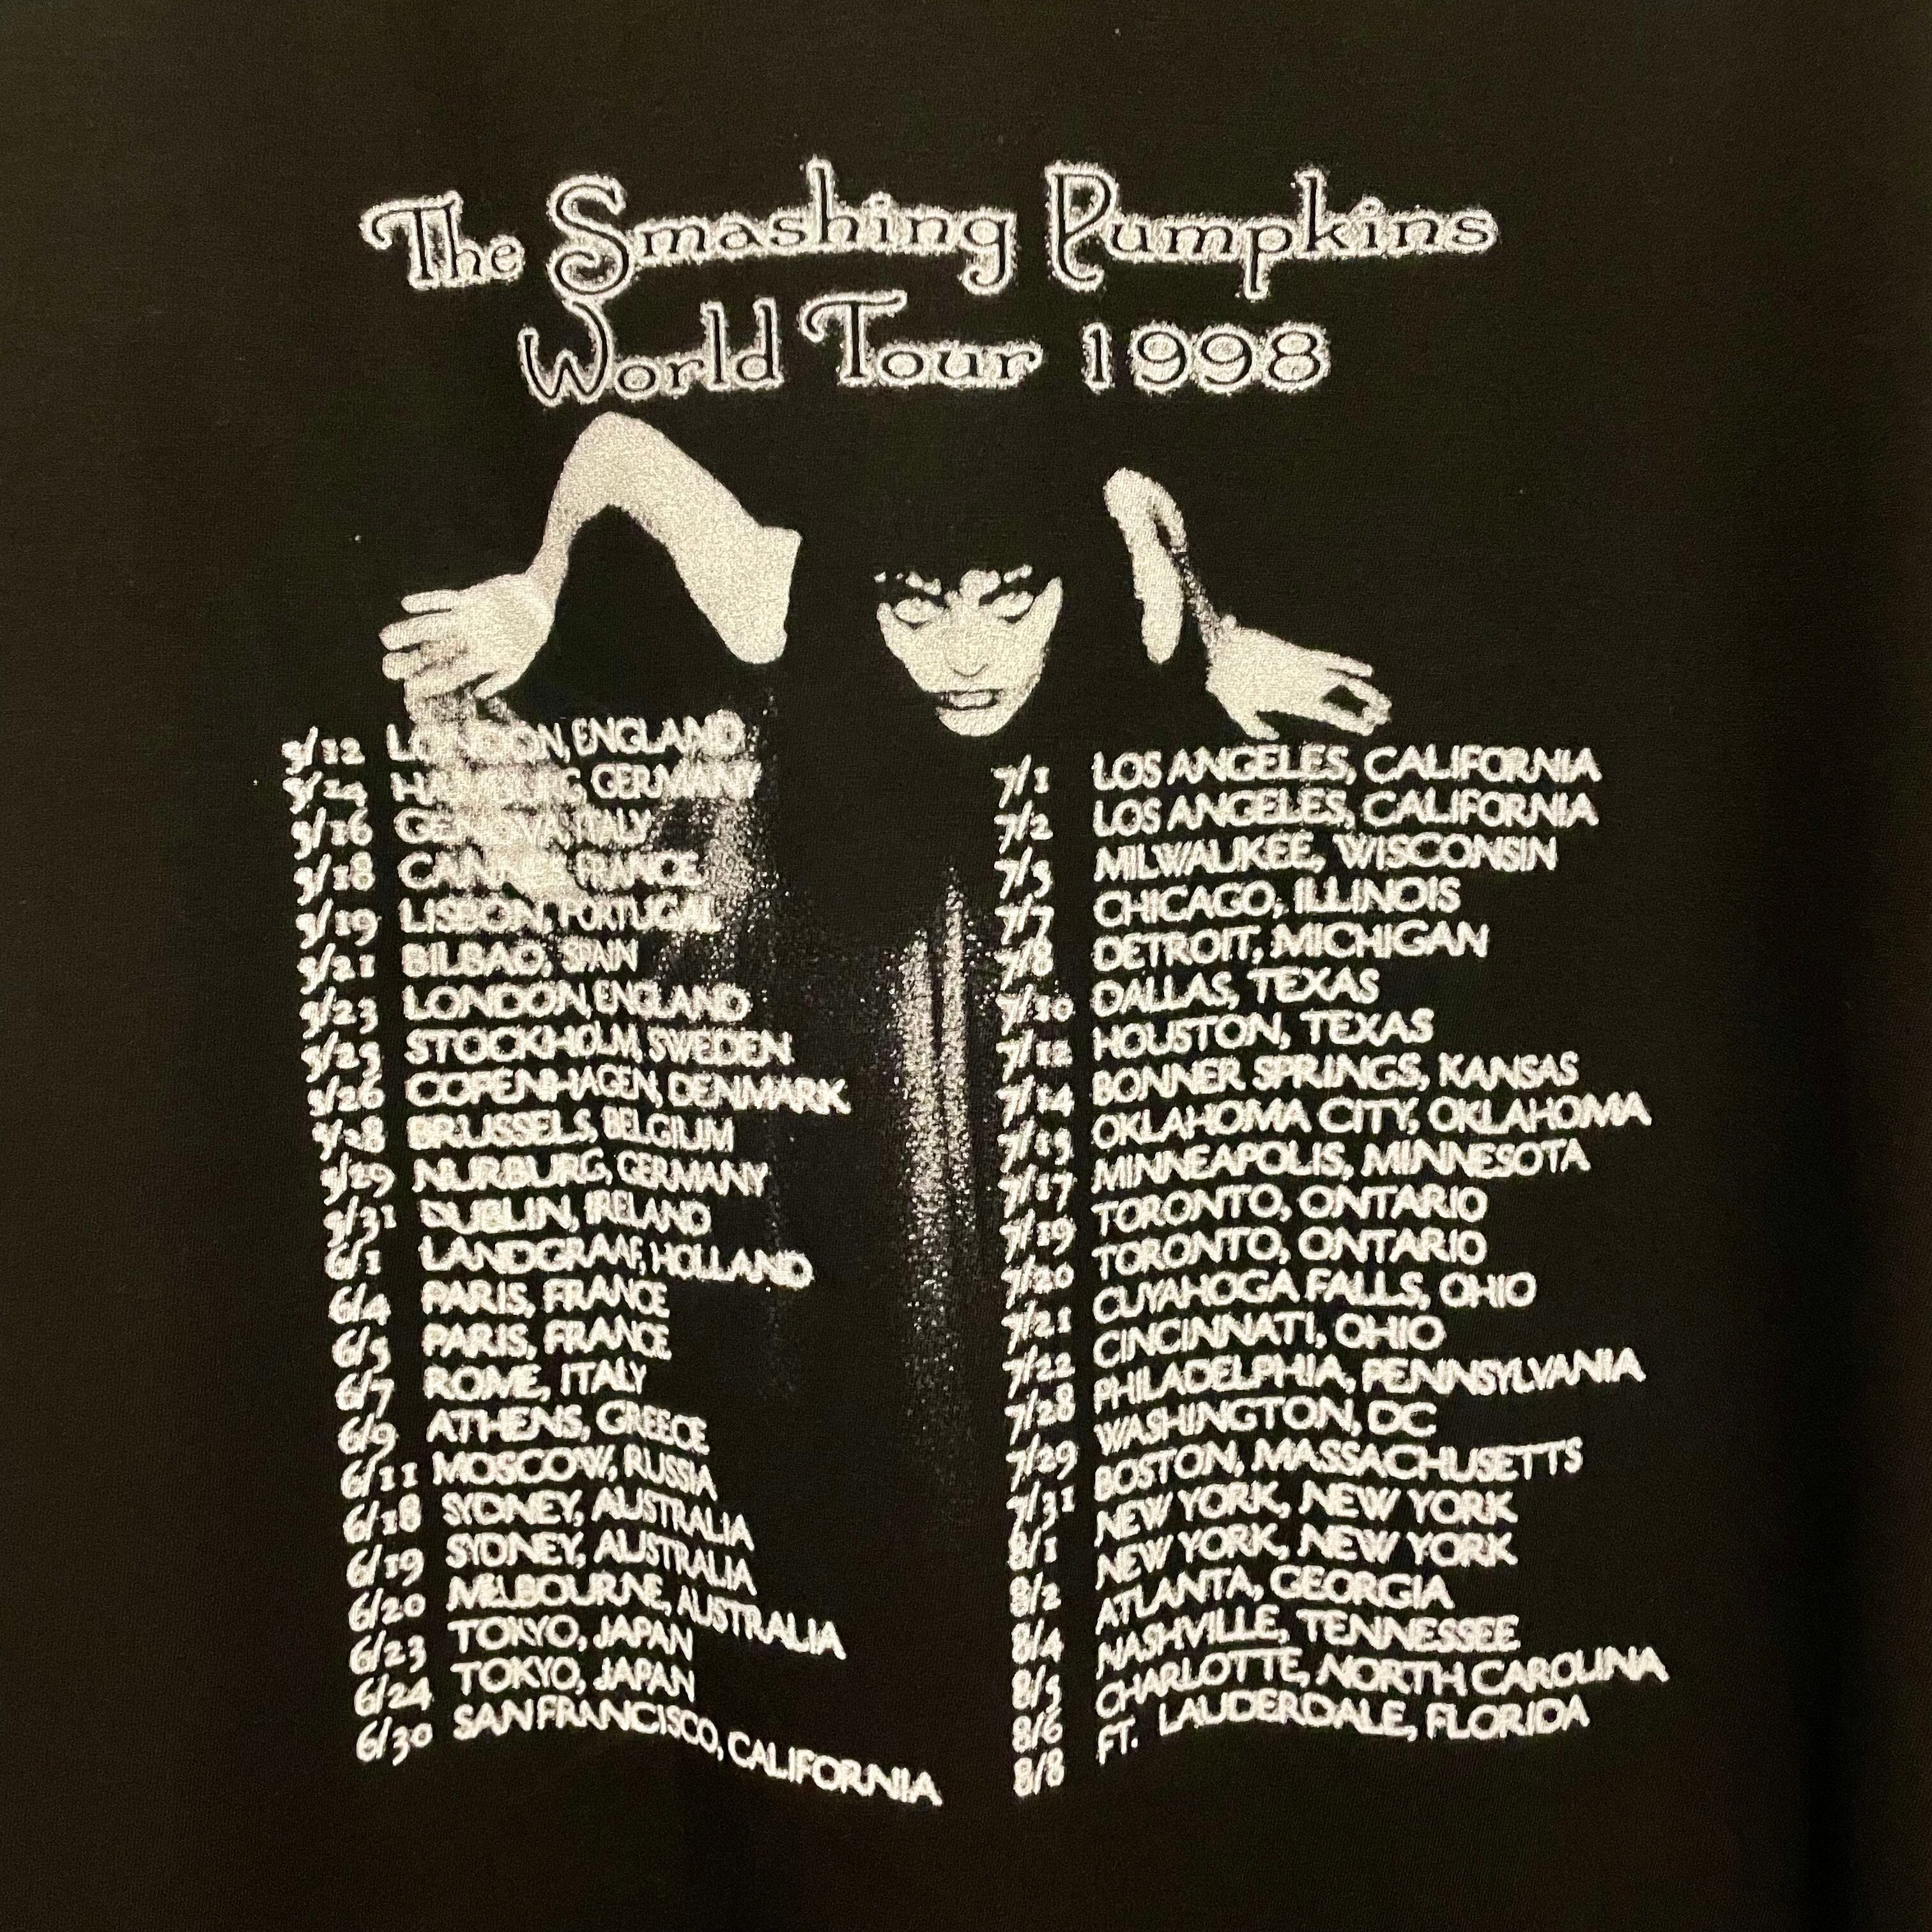 The Smashing Pumpkins
World Tour 1998
5/12 LONDON, ENGLAND
5/14 HAMBURG, GERMANY
5/16 GENOVA, ITALY
5/18 CANNES, FRANCE
5/19 LISBON, PORTUGAL
5/21 BILBAO, SPAIN
5/23 LONDON, ENGLAND
5/25 STOCKHOLM, SWEDEN
5/26 COPENHAGEN, DENMARK
5/28 BRUSSELS, BELGIUM
5/29 NURBURG, GERMANY
5/31 DUBLIN, IRELAND
6/1 LANDGRAAF, HOLLAND
6/4 PARIS, FRANCE
6/5 PARIS, FRANCE
6/7 ROME, ITALY
6/9 ATHENS, GREECE
6/11 MOSCOW, RUSSIA
6/18 SYDNEY, AUSTRALIA
6/19 SYDNEY, AUSTRALIA
6/20 MELBOURNE, AUSTRALIA
6/23 TOKYO, JAPAN
6/24 TOKYO, JAPAN
6/30 SAN FRANCISCO, CALIFORNIA
7/1 LOS ANGELES, CALIFORNIA
7/2 LOS ANGELES, CALIFORNIA
7/5 MILWAUKEE, WISCONSIN
7/7 CHICAGO, ILLINOIS
7/8 DETROIT, MICHIGAN
7/10 DALLAS, TEXAS
7/12 HOUSTON, TEXAS
7/14 BONNER SPRINGS, KANSAS
7/15 OKLAHOMA CITY, OKLAHOMA
7/17 MINNEAPOLIS, MINNESOTA
7/19 TORONTO, ONTARIO
7/20 TORONTO, ONTARIO
7/21 CUYAHOGA FALLS, OHIO
7/22 CINCINNATI, OHIO
7/28 PHILADELPHIA, PENNSYLVANIA
7/29 WASHINGTON, DC
7/31 BOSTON, MASSACHUSETTS
8/1 NEW YORK, NEW YORK
8/2 NEW YORK, NEW YORK
8/4 ATLANTA, GEORGIA
8/5 NASHVILLE, TENNESSEE
8/6 CHARLOTTE, NORTH CAROLINA
8/8 FT. LAUDERDALE, FLORIDA